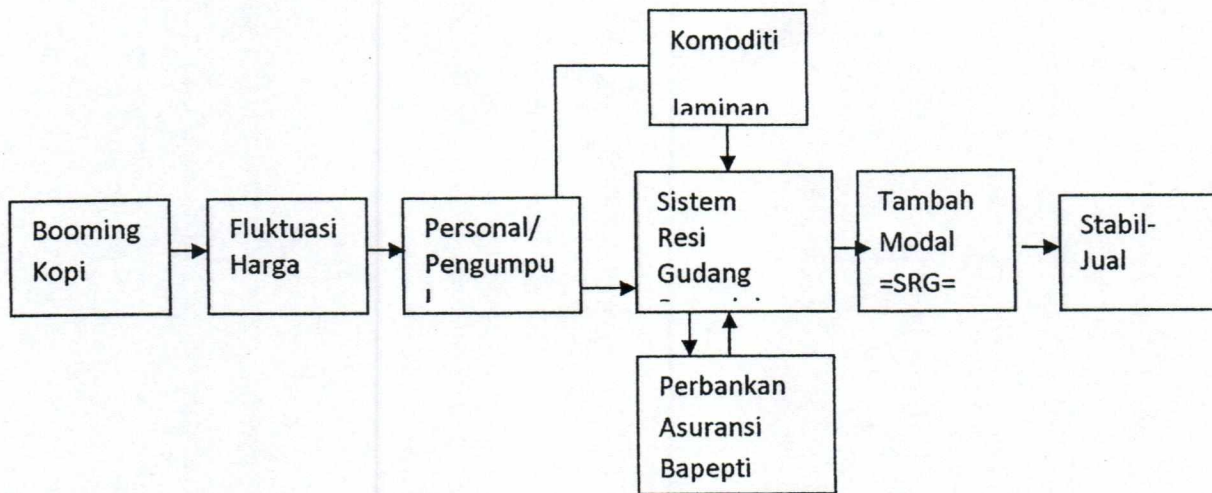 Komoditi
Jaminan
Booming
Kopi
Fluktuasi
Harga
Personal/
Pengumpu
l
Sistem
Resi
Gudang
Tambah
Modal
=SRG=
Stabil-
Jual
Perbankan
Asuransi
Bapepti